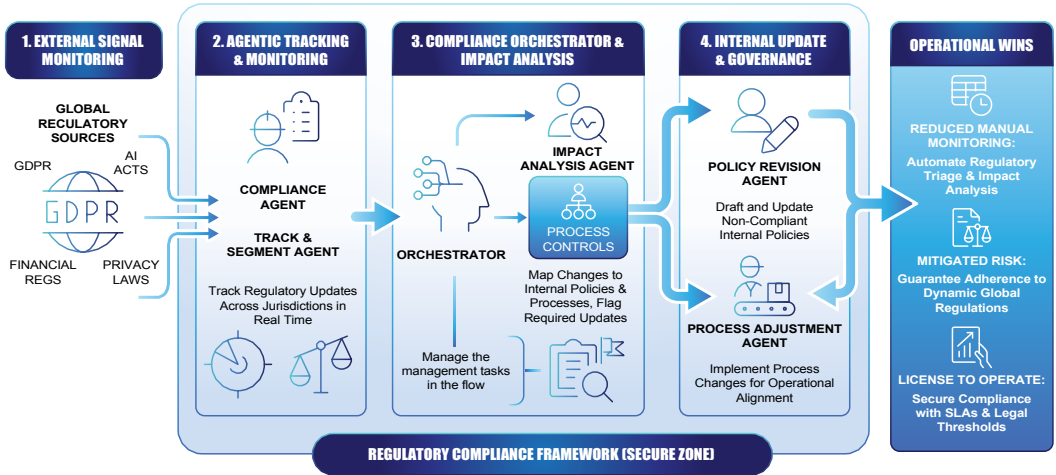 1. EXTERNAL SIGNAL
MONITORING
GLOBAL
RECULATORY
SOURCES
GDPR
AI
ACTS
GDPR
FINANCIAL
REGS
PRIVACY
LAWS
2. AGENTIC TRACKING
& MONITORING
COMPLIANCE
AGENT
TRACK &
SEGMENT AGENT
Track Regulatory Updates
Across Jurisdictions in
Real Time
3. COMPLIANCE ORCHESTRATOR &
IMPACT ANALYSIS
IMPACT
ANALYSIS AGENT
ORCHESTRATOR
PROCESS
CONTROLS
Map Changes to
Internal Policies &
Processes, Flag
Required Updates
Manage the
management tasks
in the flow
4. INTERNAL UPDATE
& GOVERNANCE
POLICY REVISION
AGENT
Draft and Update
Non-Compliant
Internal Policies
PROCESS ADJUSTMENT
AGENT
Implement Process
Changes for Operational
Alignment
OPERATIONAL WINS
REDUCED MANUAL
MONITORING:
Automate Regulatory
Triage & Impact
Analysis
MITIGATED RISK:
Guarantee Adherence to
Dynamic Global
Regulations
LICENSE TO OPERATE:
Secure Compliance
with SLAs & Legal
Thresholds
REGULATORY COMPLIANCE FRAMEWORK (SECURE ZONE)